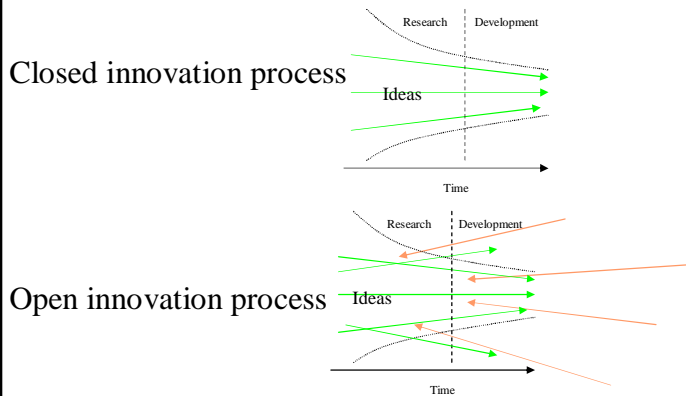 Research Development
Closed innovation process
Ideas
Time
Research Development
Open innovation process
Ideas
Time